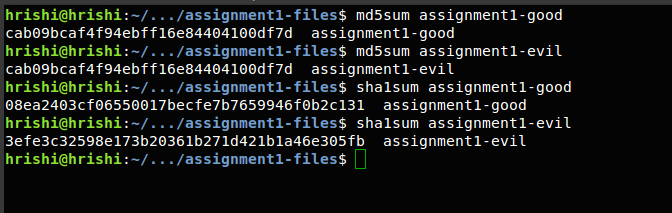 hrishi@hrishi:~/.../assignment1-files$ md5sum assignment1-good
cab09bcaf4f94ebff16e84404100df7d  assignment1-good
hrishi@hrishi:~/.../assignment1-files$ md5sum assignment1-evil
cab09bcaf4f94ebff16e84404100df7d  assignment1-evil
hrishi@hrishi:~/.../assignment1-files$ sha1sum assignment1-good
08ea2403cf06550017becfe7b7659946f0b2c131  assignment1-good
hrishi@hrishi:~/.../assignment1-files$ sha1sum assignment1-evil
3efe3c32598e173b20361b271d421b1a46e305fb  assignment1-evil
hrishi@hrishi:~/.../assignment1-files$